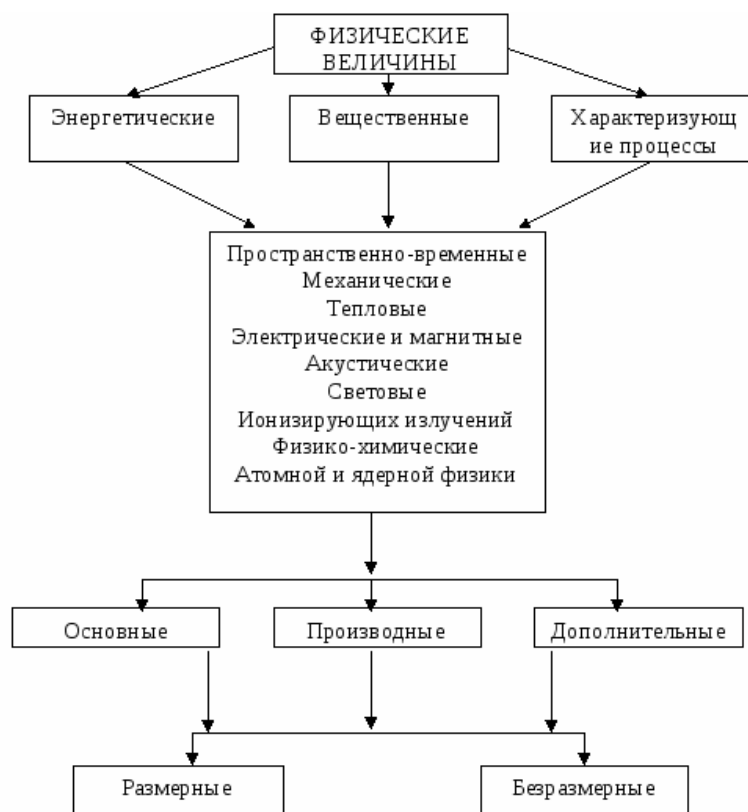 ФИЗИЧЕСКИЕ
ВЕЛИЧИНЫ
Энергетические
Вещественные
Характеризующ
ие процессы
Пространственно-временные
Механические
Тепловые
Электрические и магнитные
Акустические
Световые
Ионизирующих излучений
Физико-химические
Атомной и ядерной физики
Основные
Производные
Дополнительные
Размерные
Безразмерные